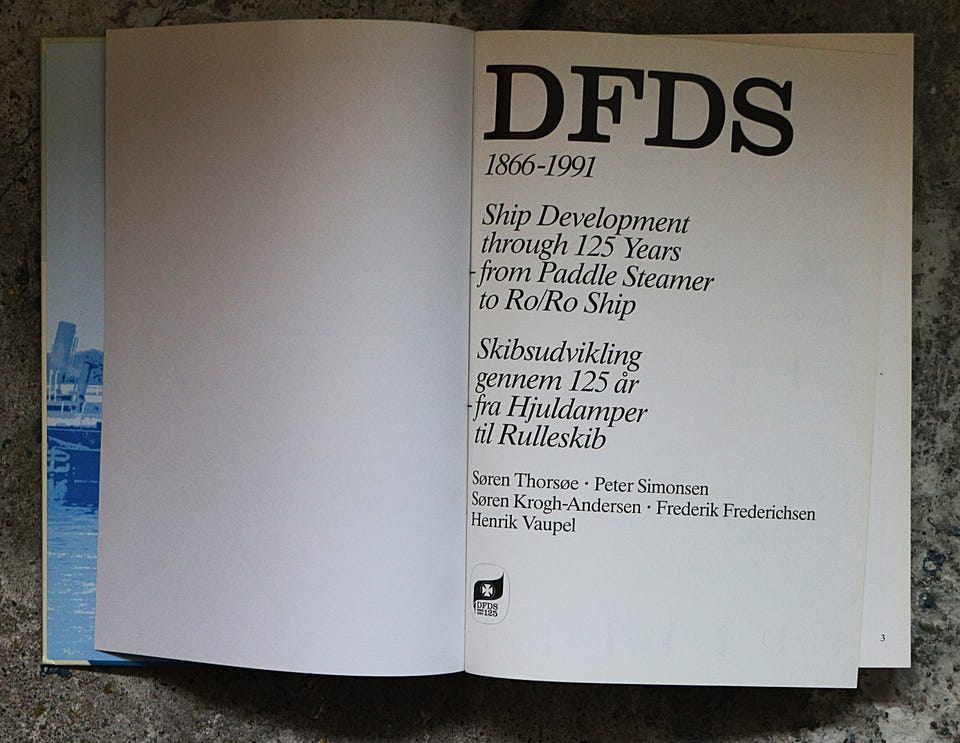 DFDS
1866-1991
Ship Development
through 125 Years
from Paddle Steamer
to Ro/Ro Ship
Skibsudvikling
gennem 125 år
fra Hjuldamper
til Rulleskib
Søren Thorsøe · Peter Simonsen
Søren Krogh-Andersen · Frederik Frederichsen
Henrik Vaupel
DFDS
125
3